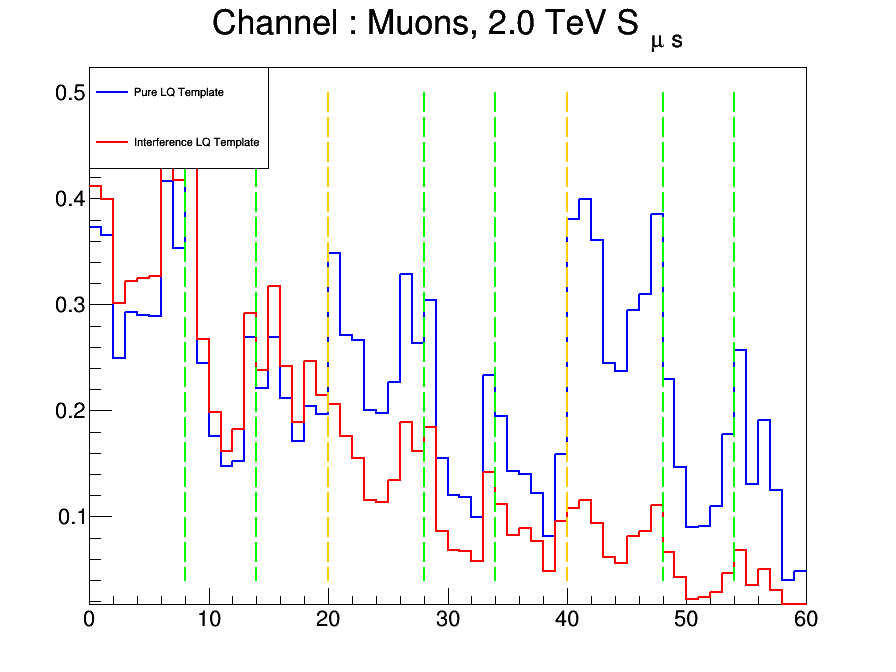 Channel : Muons, 2.0 TeV S μ s
0.5
Pure LQ Template
Interference LQ Template
0.4
0.3
0.2
0.1
0 10 20 30 40 50 60